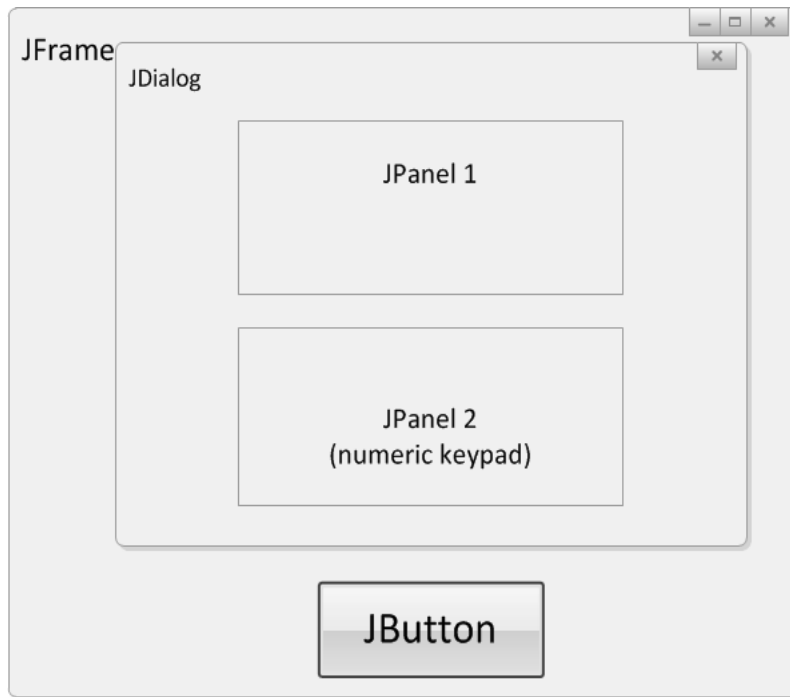 JFrame
JDialog
JPanel 1
JPanel 2
(numeric keypad)
JButton